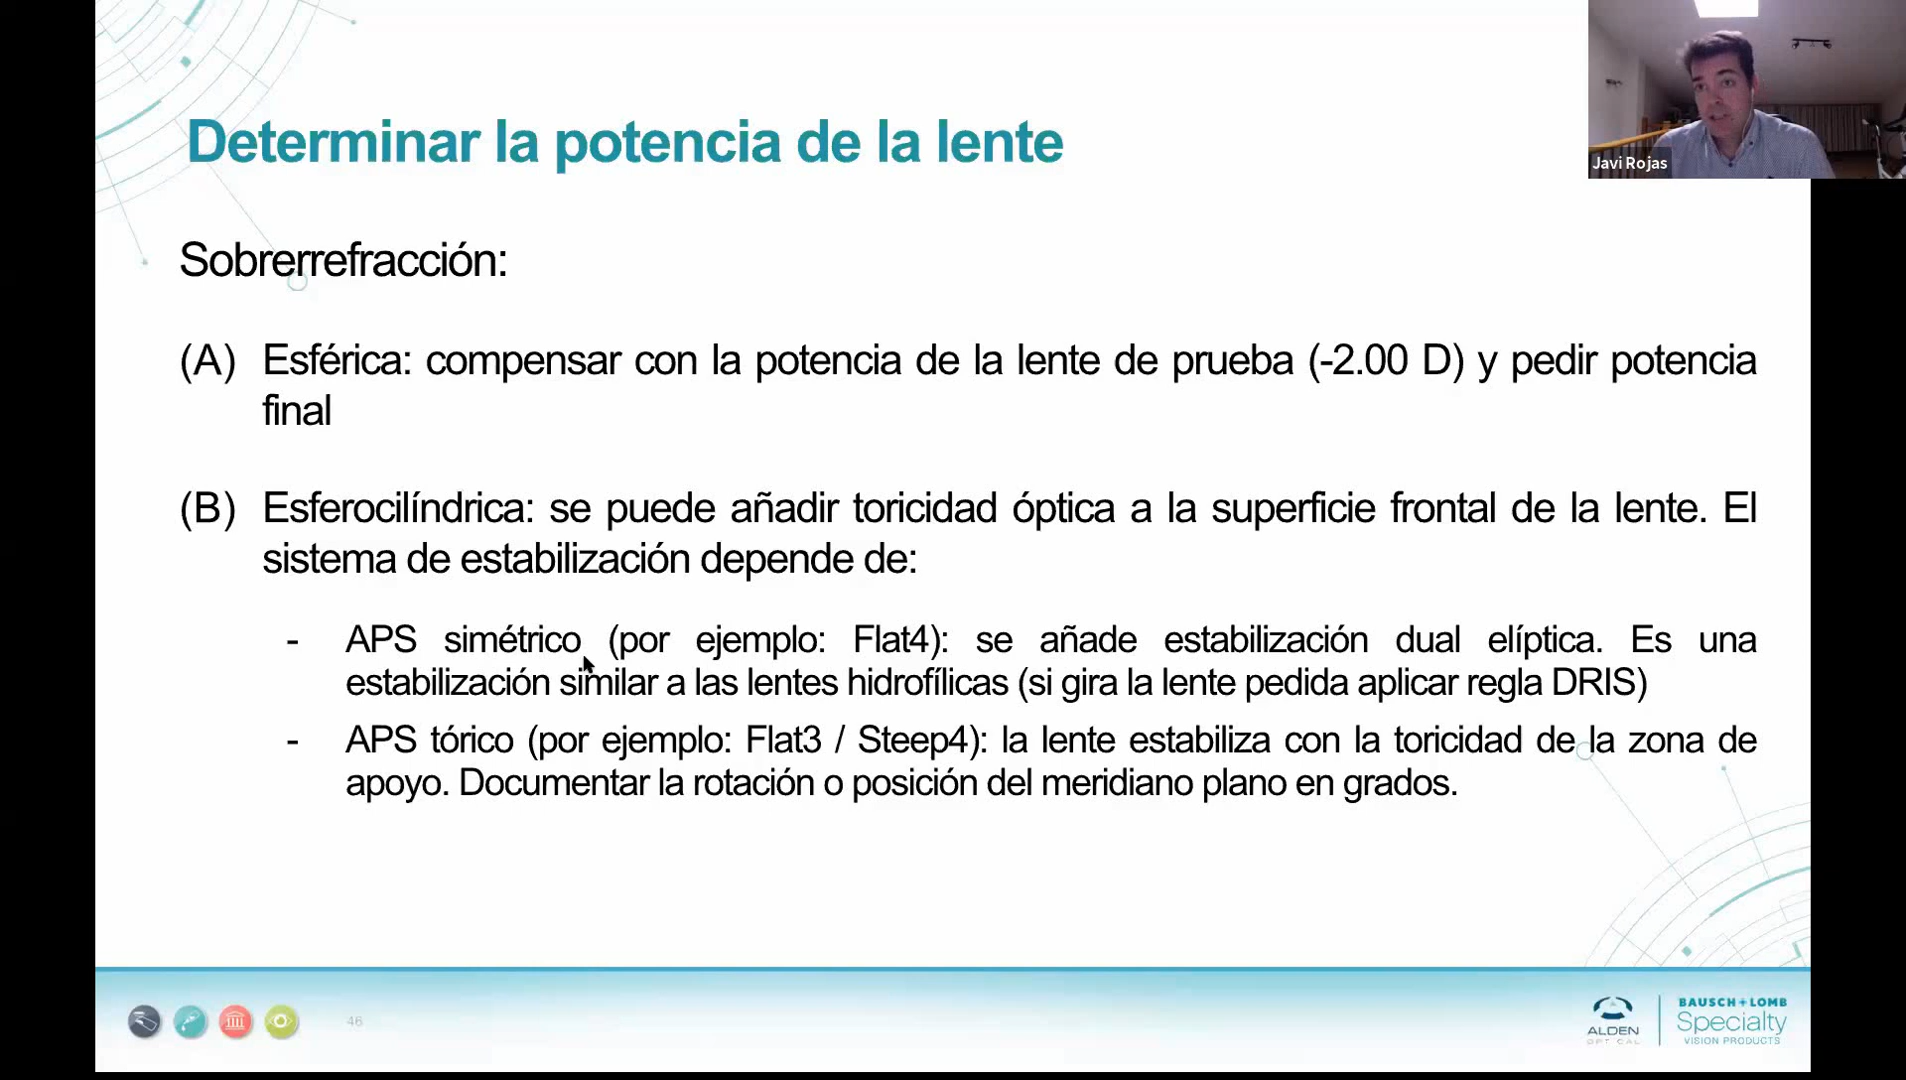 Javi Rojas
Determinar la potencia de la lente
Sobrerrefracción:
(A) Esférica: compensar con la potencia de la lente de prueba (-2.00 D) y pedir potencia
final
(B) Esferocilíndrica: se puede añadir toricidad óptica a la superficie frontal de la lente. El
sistema de estabilización depende de:
- APS simétrico (por ejemplo: Flat4): se añade estabilización dual elíptica. Es una
estabilización similar a las lentes hidrofílicas (si gira la lente pedida aplicar regla DRIS)
- APS tórico (por ejemplo: Flat3 / Steep4): la lente estabiliza con la toricidad de la zona de
apoyo. Documentar la rotación o posición del meridiano plano en grados.
46
ALDEN
OPTICAL
BAUSCH + LOMB
Specialty
VISION PRODUCTS